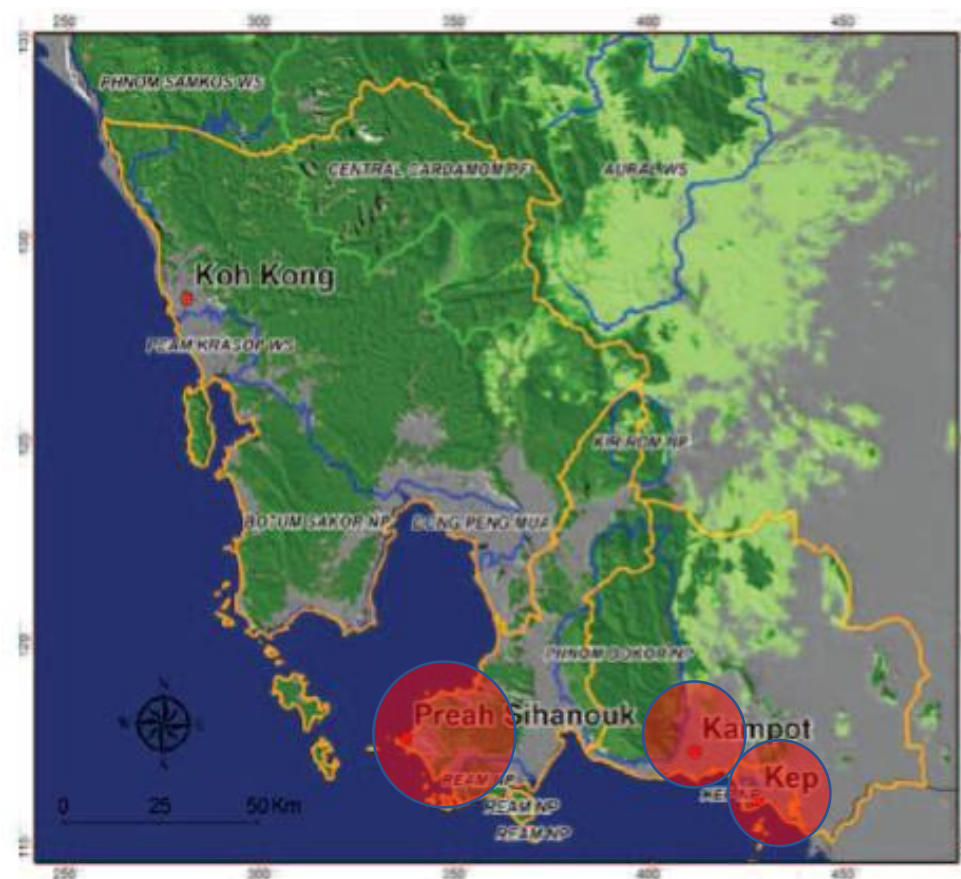 250 300 350 400 450
PHNOM SAMKOS WS
CENTRAL CARDAMOM PF
AURAL WS
Koh Kong
PEAM KRASOP WS
KIRIROM NP
BOTUM SAKOR NP
DONG PENG MUA
PHNOM BOKOR NP
Preah Sihanouk
Kampot
Kep
REAM NP
KEP NP
REAM NP
REAM NP
0 25 50 Km
250 300 350 400 450